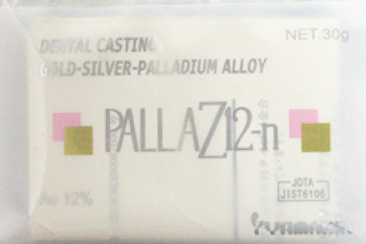 NET.30g
DENTAL CASTING
GOLD-SILVER-PALLADIUM ALLOY
PALLAZ12-n
JDTA
JIST6106
Au 12%